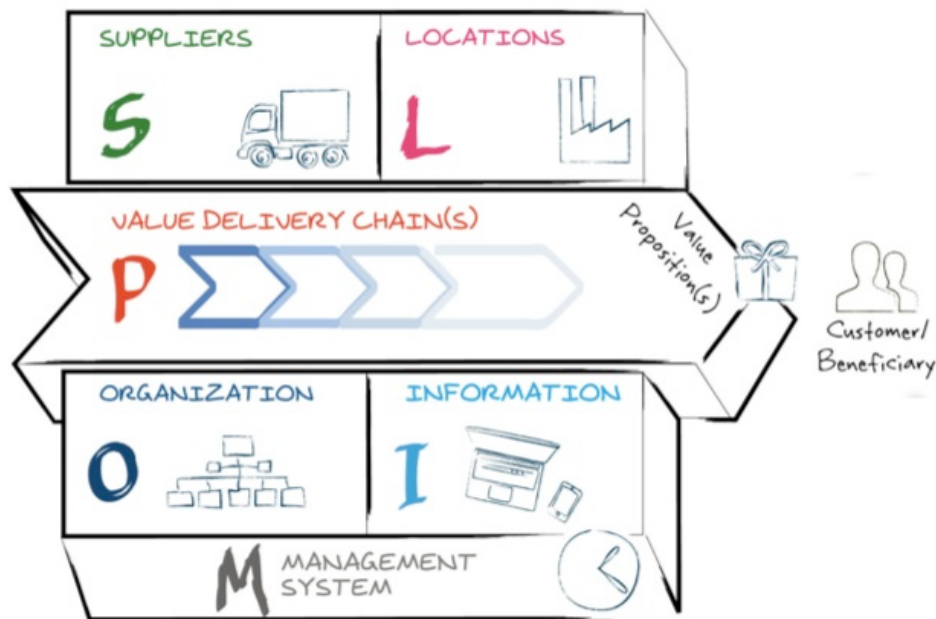 SUPPLIERS
S
LOCATIONS
L
VALUE DELIVERY CHAIN(S)
P
Value
Proposition(s)
Customer/
Beneficiary
ORGANIZATION
O
INFORMATION
I
M
MANAGEMENT
SYSTEM